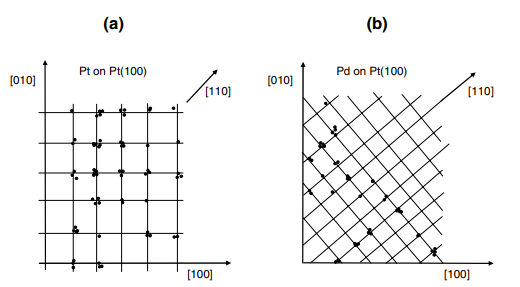 (a)
(b)
Pt on Pt(100)
Pd on Pt(100)
[010]
[110]
[010]
[110]
[100]
[100]